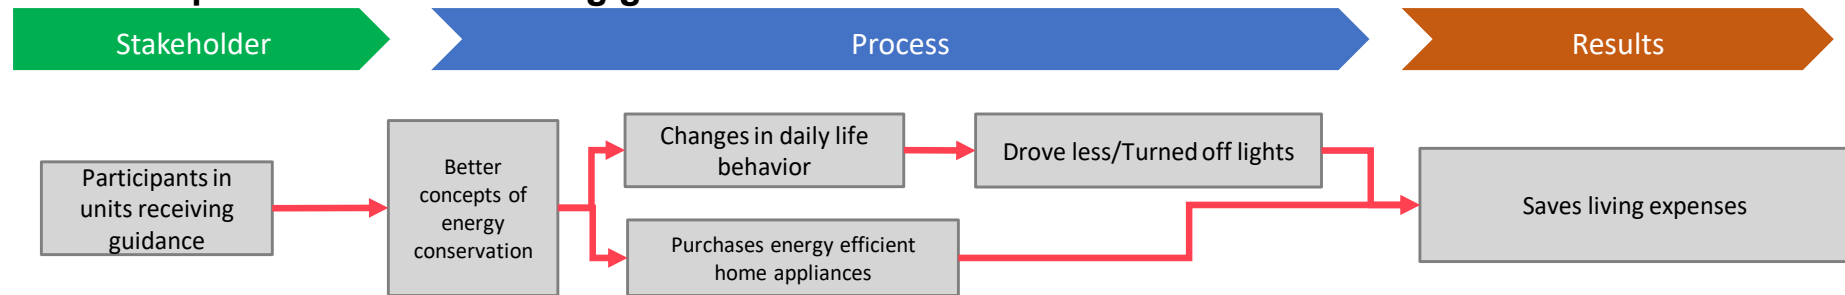 Stakeholder
Process
Results
Participants in
units receiving
guidance
Better
concepts of
energy
conservation
Changes in daily life
behavior
Drove less/Turned off lights
Purchases energy efficient
home appliances
Saves living expenses